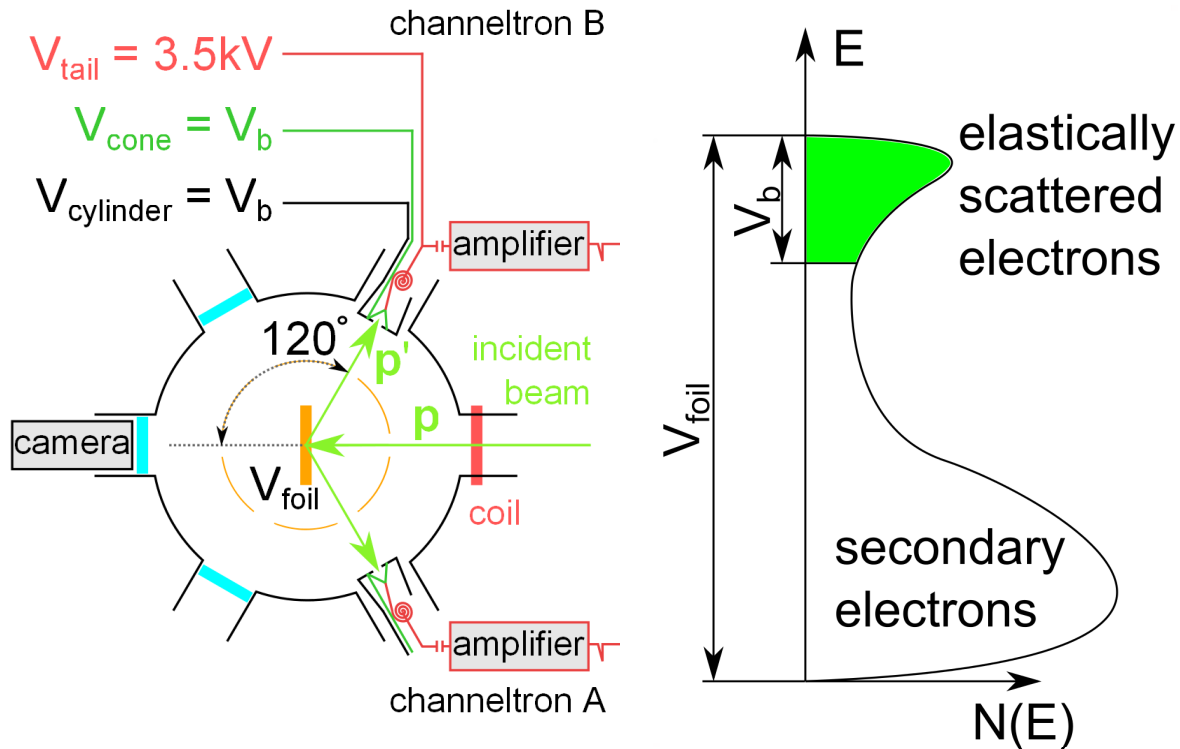 channeltron B
V_tail = 3.5kV
V_cone = V_b
V_cylinder = V_b
amplifier
120°
p'
incident
beam
p
camera
V_foil
coil
amplifier
channeltron A
E
elastically
scattered
electrons
V_b
V_foil
secondary
electrons
N(E)